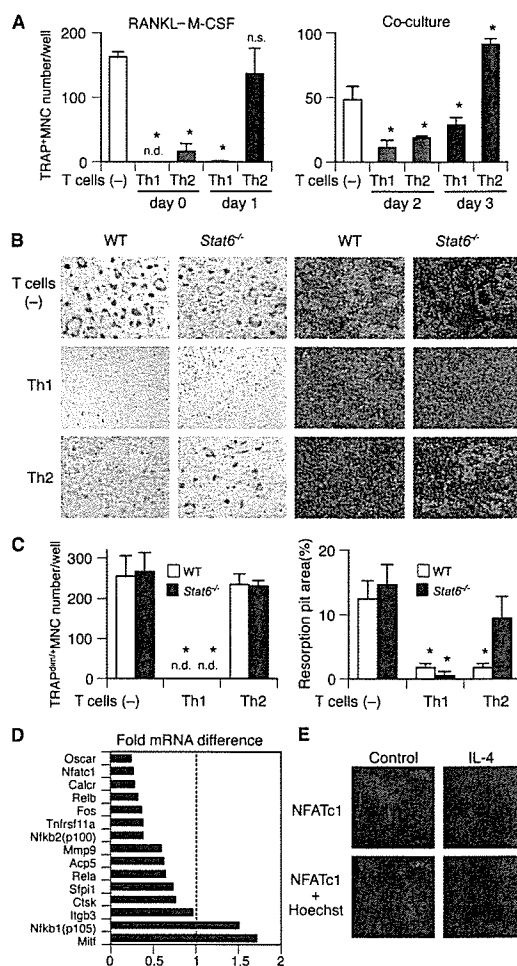 A
RANKL–M-CSF
Co-culture
TRAP⁺MNC number/well
200
100
0
n.d.
*
*
*
n.s.
T cells (–) Th1 Th2 Th1 Th2
day 0 day 1
100
50
0
* * * *
T cells (–) Th1 Th2 Th1 Th2
day 2 day 3
B
WT Stat6⁻/⁻ WT Stat6⁻/⁻
T cells
(–)
Th1
Th2
C
TRAPdim/+MNC number/well
300
200
100
0
WT
Stat6⁻/⁻
* *
n.d. n.d.
T cells (–) Th1 Th2
Resorption pit area(%)
20
10
0
WT
Stat6⁻/⁻
* * *
T cells (–) Th1 Th2
D
Fold mRNA difference
Oscar
Nfatc1
Calcr
Relb
Fos
Tnfrsf11a
Nfkb2(p100)
Mmp9
Acp5
Rela
Sfpi1
Ctsk
Itgb3
Nfkb1(p105)
Mitf
0 0.5 1 1.5 2
E
Control IL-4
NFATc1
NFATc1
+
Hoechst